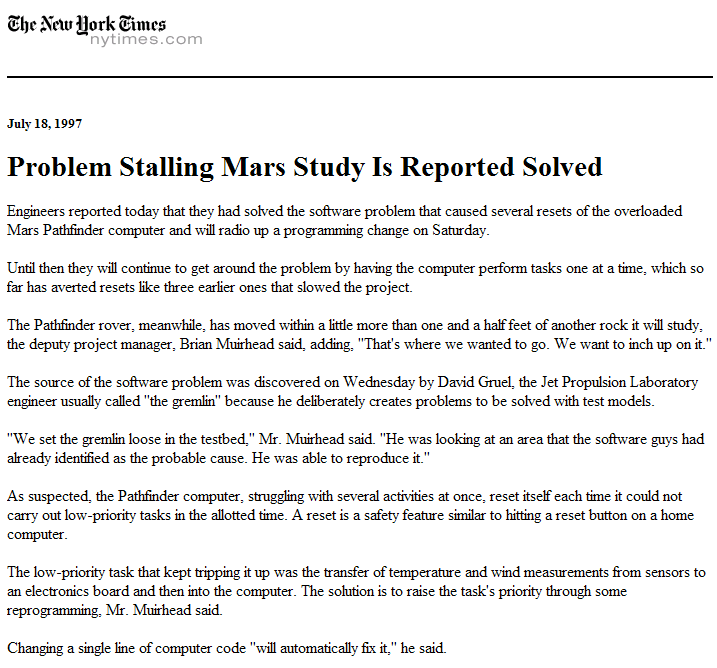 The New York Times
nytimes.com
July 18, 1997
Problem Stalling Mars Study Is Reported Solved
Engineers reported today that they had solved the software problem that caused several resets of the overloaded
Mars Pathfinder computer and will radio up a programming change on Saturday.
Until then they will continue to get around the problem by having the computer perform tasks one at a time, which so
far has averted resets like three earlier ones that slowed the project.
The Pathfinder rover, meanwhile, has moved within a little more than one and a half feet of another rock it will study,
the deputy project manager, Brian Muirhead said, adding, "That's where we wanted to go. We want to inch up on it."
The source of the software problem was discovered on Wednesday by David Gruel, the Jet Propulsion Laboratory
engineer usually called "the gremlin" because he deliberately creates problems to be solved with test models.
"We set the gremlin loose in the testbed," Mr. Muirhead said. "He was looking at an area that the software guys had
already identified as the probable cause. He was able to reproduce it."
As suspected, the Pathfinder computer, struggling with several activities at once, reset itself each time it could not
carry out low-priority tasks in the allotted time. A reset is a safety feature similar to hitting a reset button on a home
computer.
The low-priority task that kept tripping it up was the transfer of temperature and wind measurements from sensors to
an electronics board and then into the computer. The solution is to raise the task's priority through some
reprogramming, Mr. Muirhead said.
Changing a single line of computer code "will automatically fix it," he said.